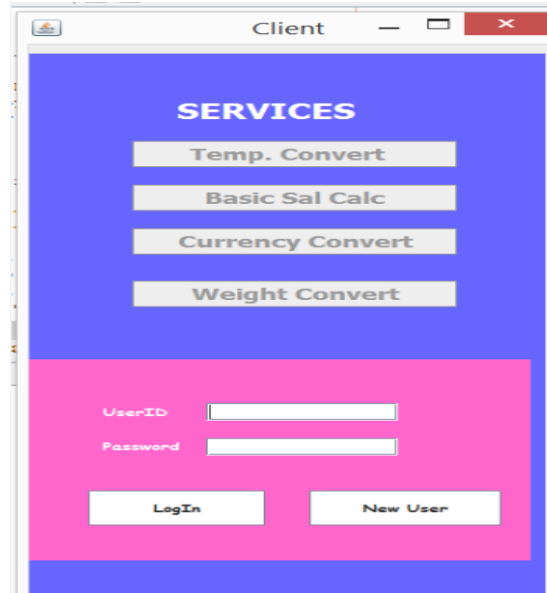 Client
SERVICES
Temp. Convert
Basic Sal Calc
Currency Convert
Weight Convert
UserID
Password
LogIn New User